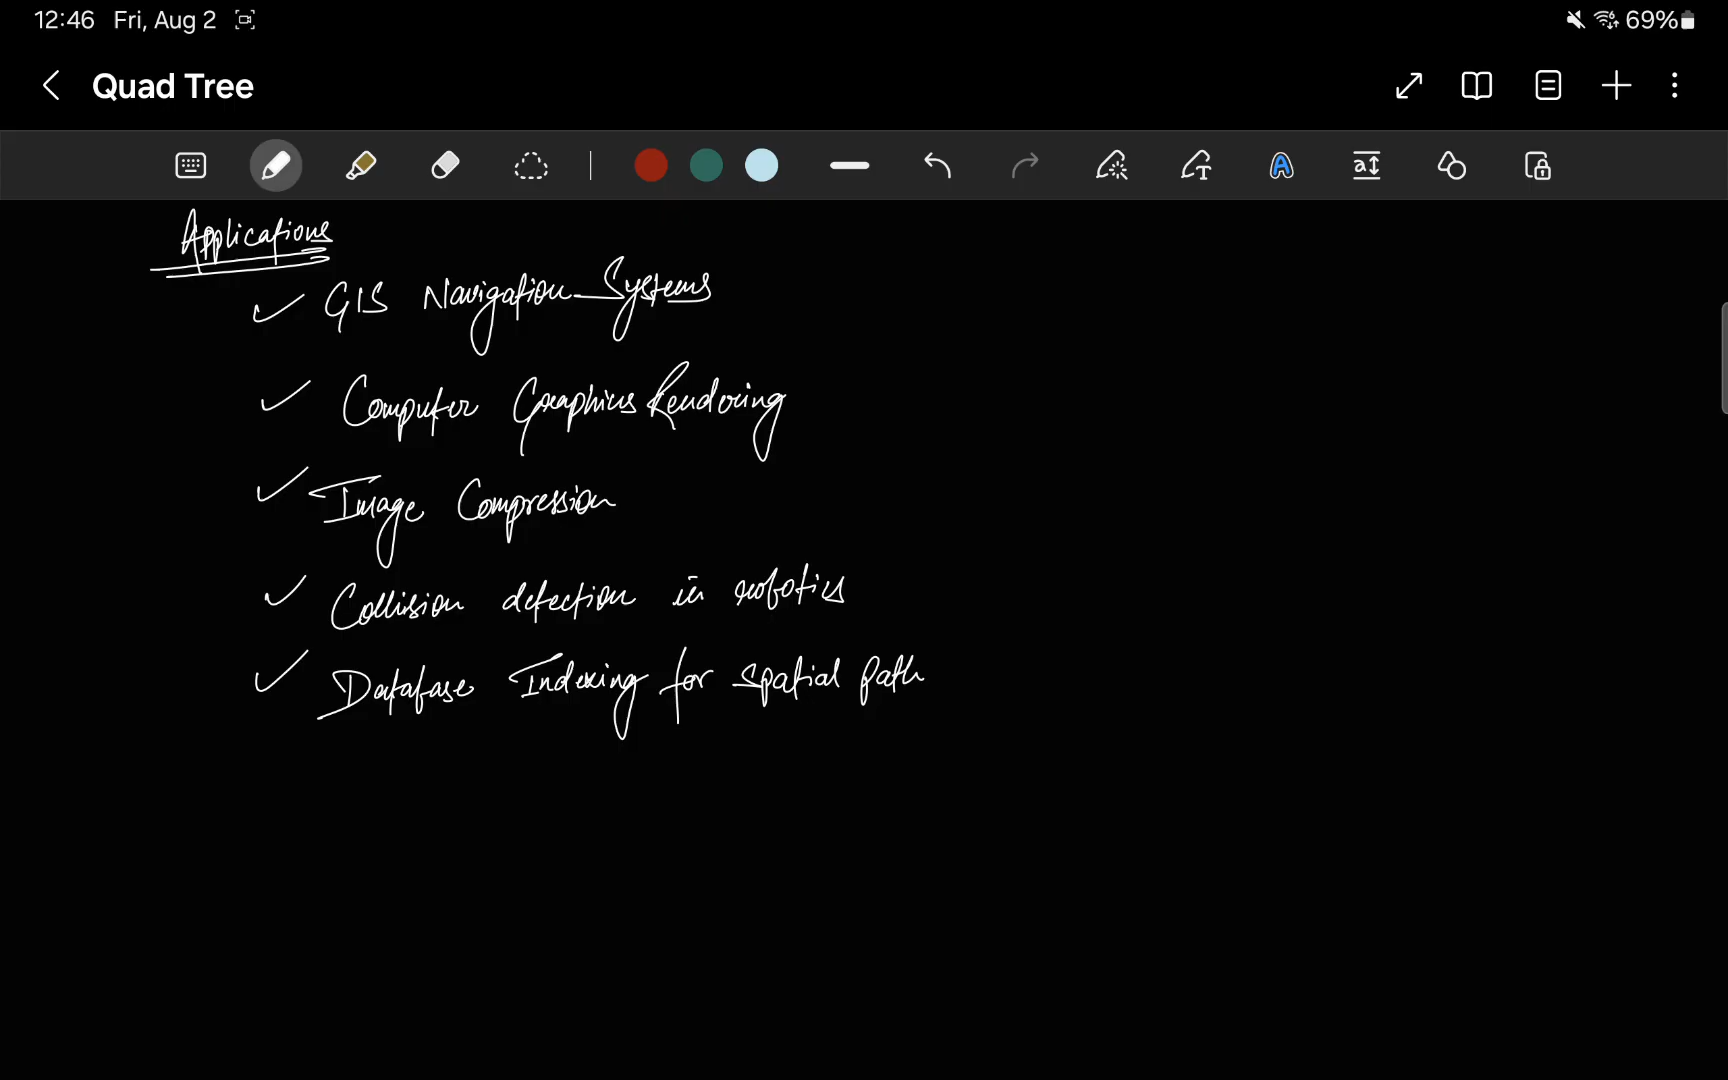 12:46 Fri, Aug 2 69%
Quad Tree
Applications
GIS Navigation Systems
Computer Graphics Rendering
Image Compression
Collision detection in robotics
Database Indexing for spatial path